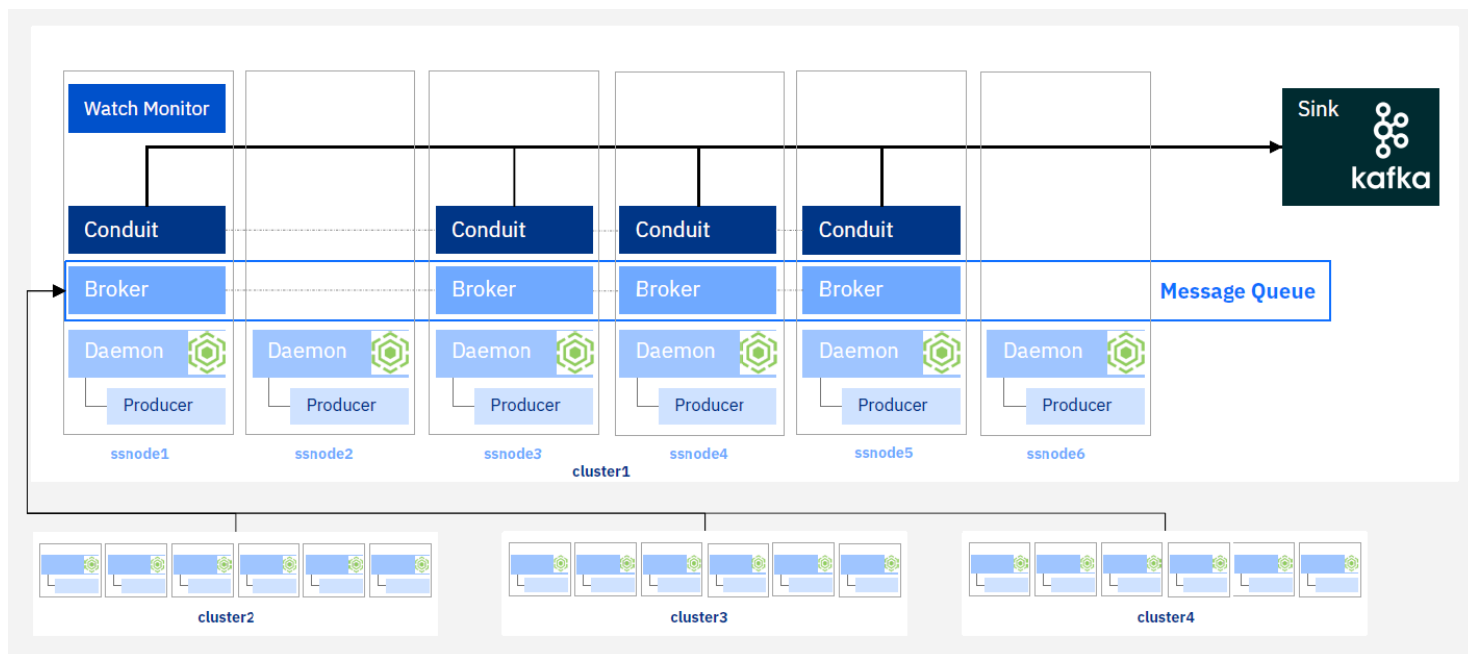 Watch Monitor
Sink
kafka
Conduit Conduit Conduit Conduit
Broker Broker Broker Broker Message Queue
Daemon Daemon Daemon Daemon Daemon Daemon
Producer Producer Producer Producer Producer Producer
ssnode1 ssnode2 ssnode3 ssnode4 ssnode5 ssnode6
cluster1
cluster2 cluster3 cluster4